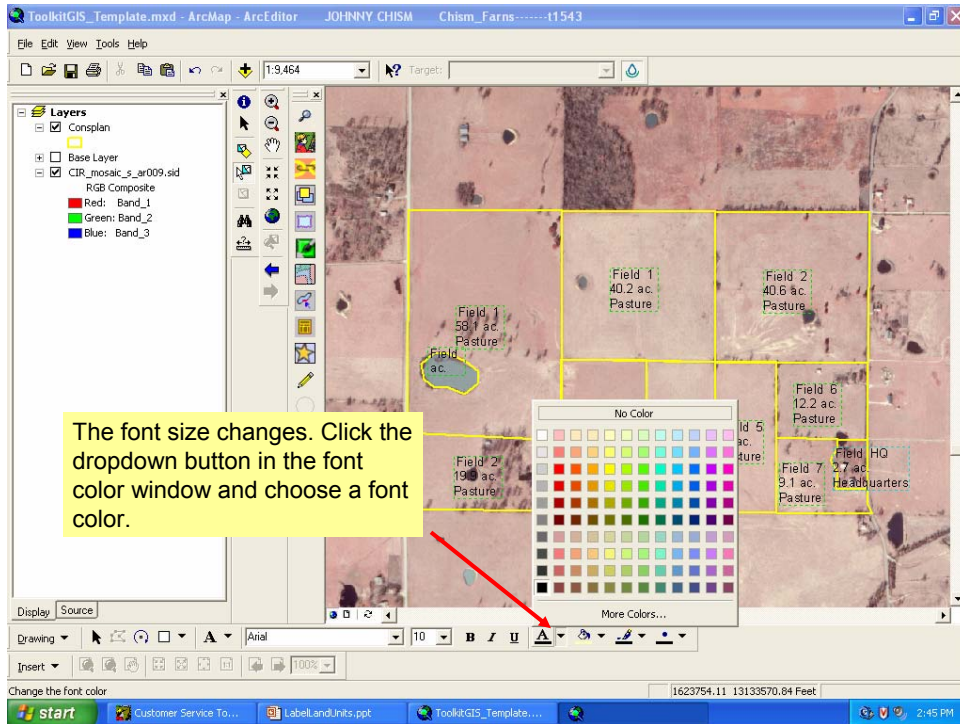 ToolkitGIS_Template.mxd - ArcMap - ArcEditor JOHNNY CHISM Chism_Farns-------t1543
File Edit View Tools Help
1:9,464
Target:
Layers
Consplan
Base Layer
CIR_mosaic_s_ar009.sid
RGB Composite
Red: Band_1
Green: Band_2
Blue: Band_3
Field 1
40.2 ac.
Pasture
Field 2
40.6 ac.
Pasture
Field 1
58.1 ac.
Pasture
Field
ac.
Field 6
12.2 ac.
Pasture
ld 5
ac.
ture
Field 2
19.9 ac.
Pasture
Field 7
9.1 ac.
Pasture
Field HQ
2.7 ac.
Headquarters
No Color
More Colors...
The font size changes. Click the
dropdown button in the font
color window and choose a font
color.
Display Source
Drawing A Arial 10 B I U A
Insert 100%
Change the font color
1623754.11 13133570.84 Feet
start Customer Service To... LabelLandUnits.ppt ToolkitGIS_Template.... 2:45 PM